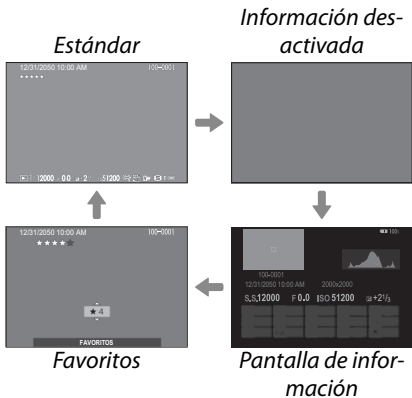 Información des-
activada
Estándar
12/31/2050 10:00 AM 100-0001
★★★★★
12000 0 0 -2 51200
12/31/2050 10:00 AM 100-0001
★★★★★
★4
FAVORITOS
100-0001
12/31/2050 10:00 AM 2000x2000
S.S.12000 F 0.0 ISO 51200 +2 1/3
Favoritos
Pantalla de infor-
mación